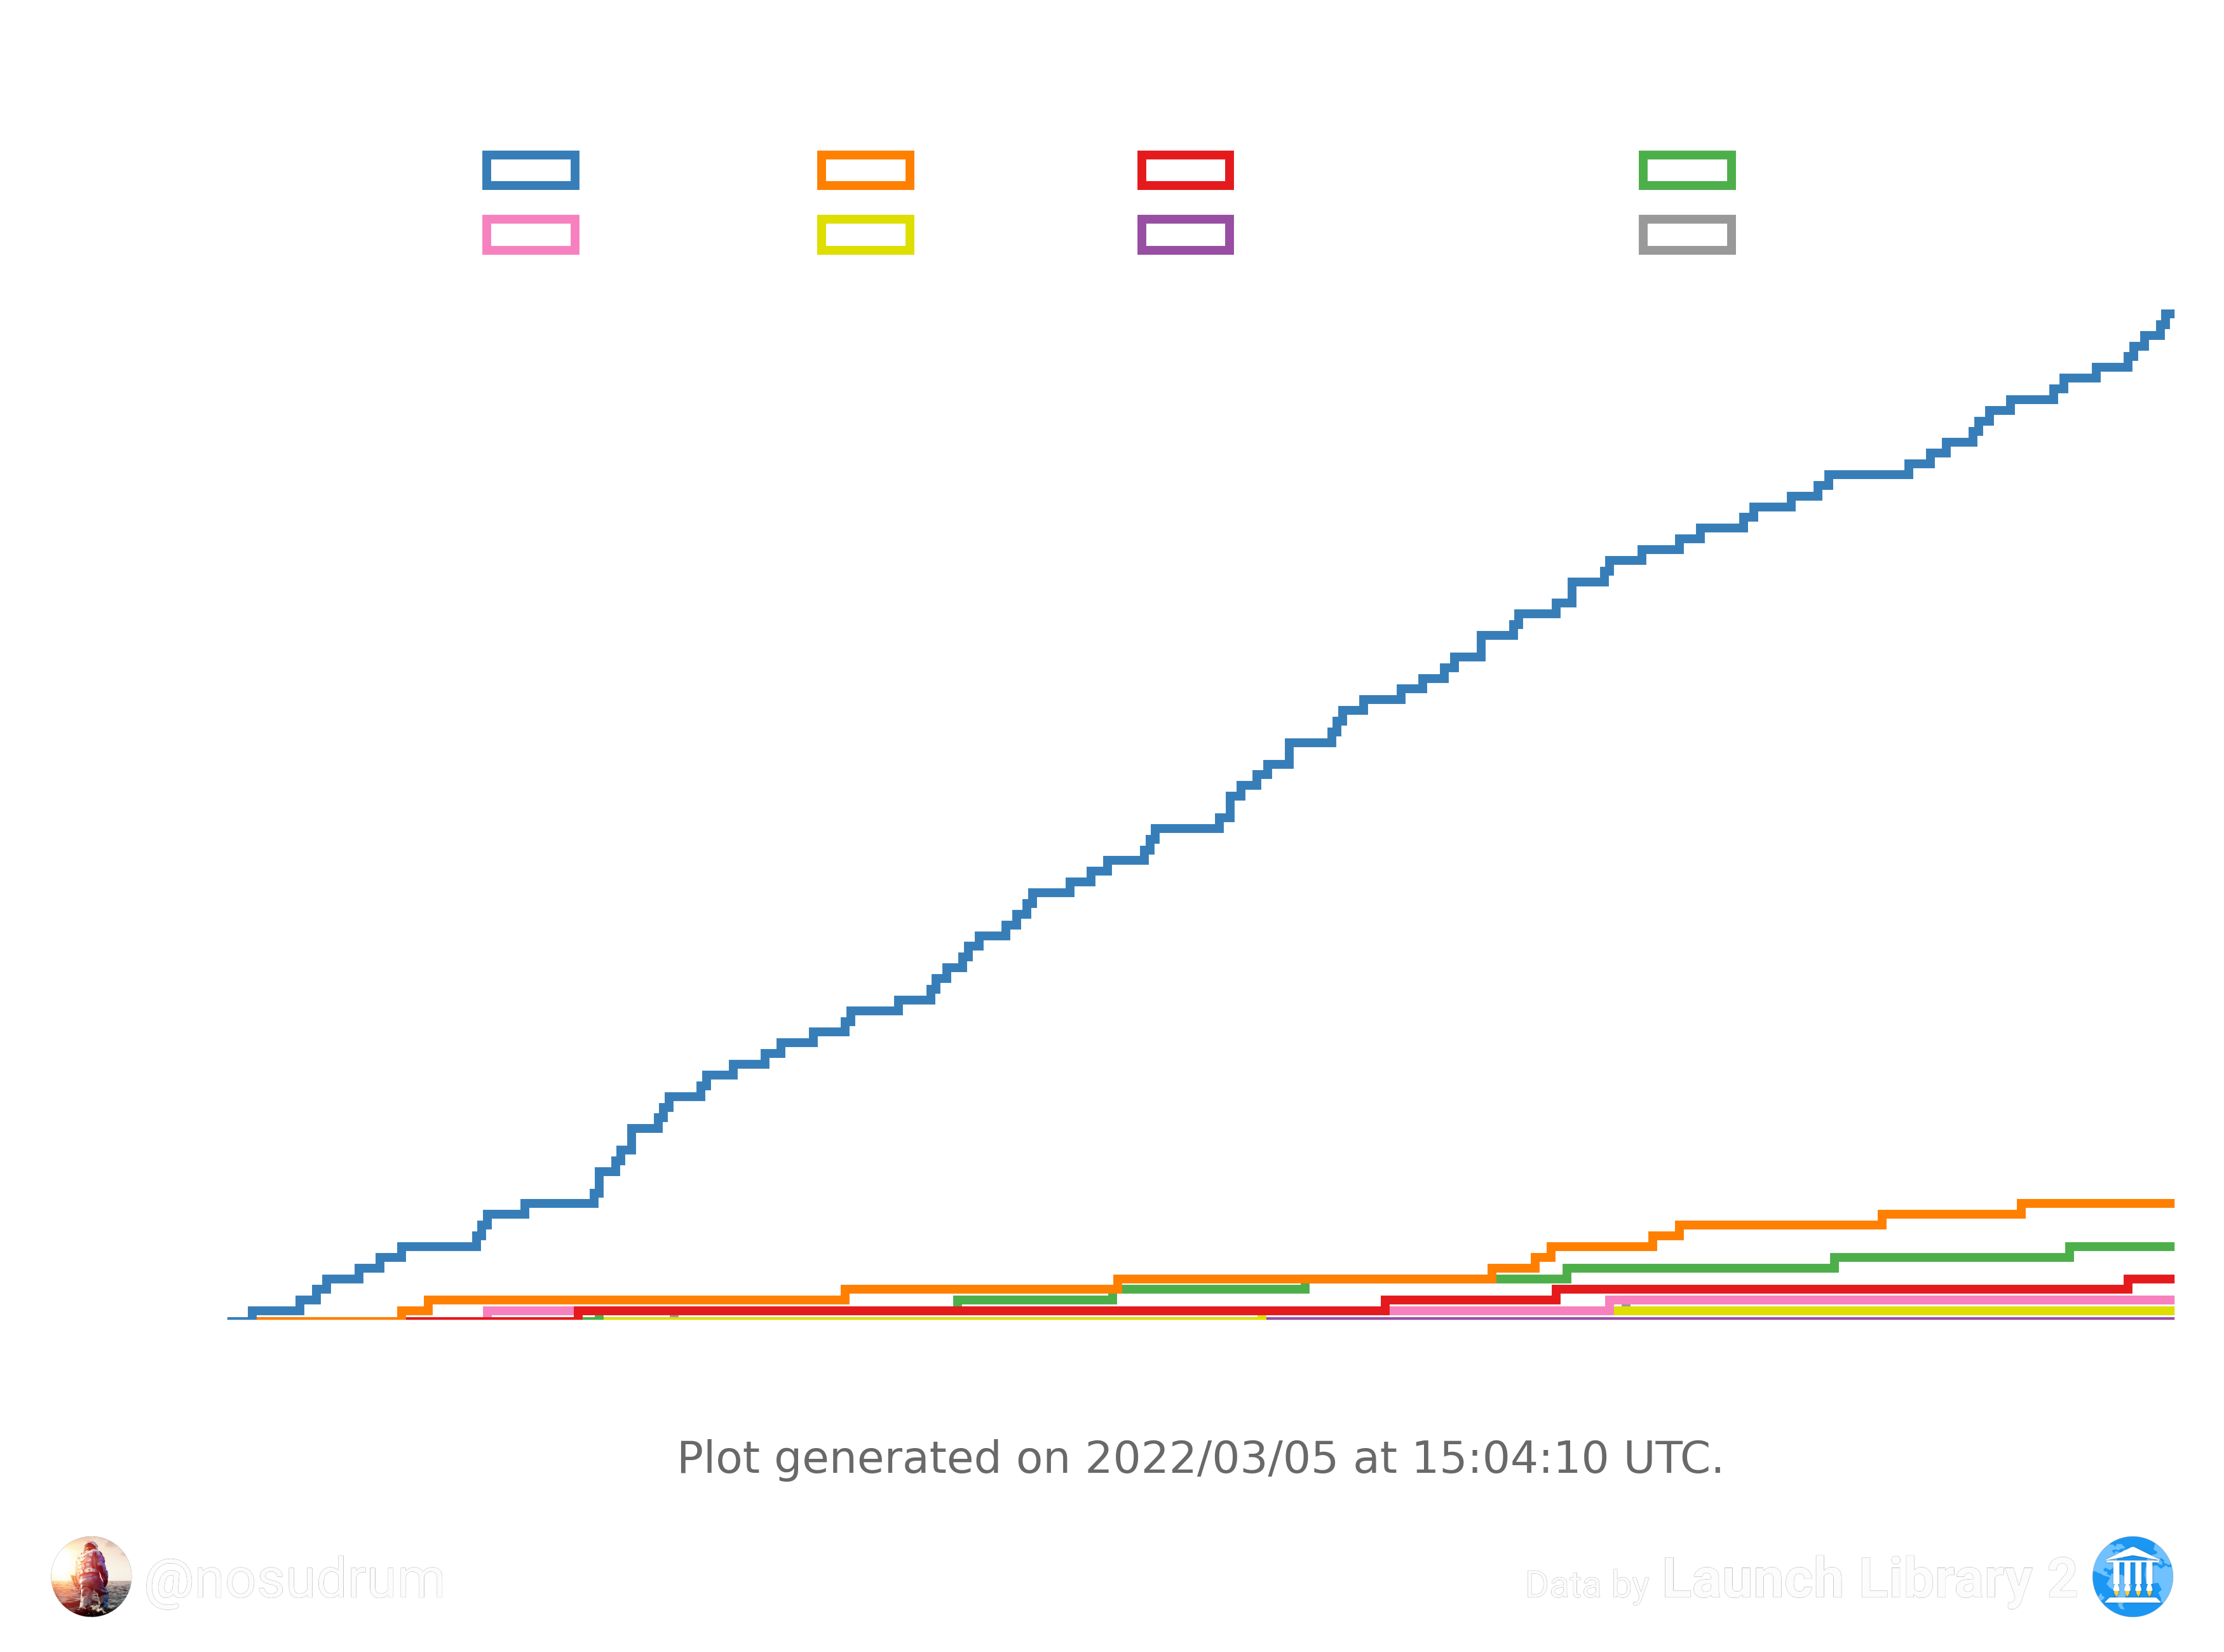 Plot generated on 2022/03/05 at 15:04:10 UTC.
@nosudrum
Data by Launch Library 2